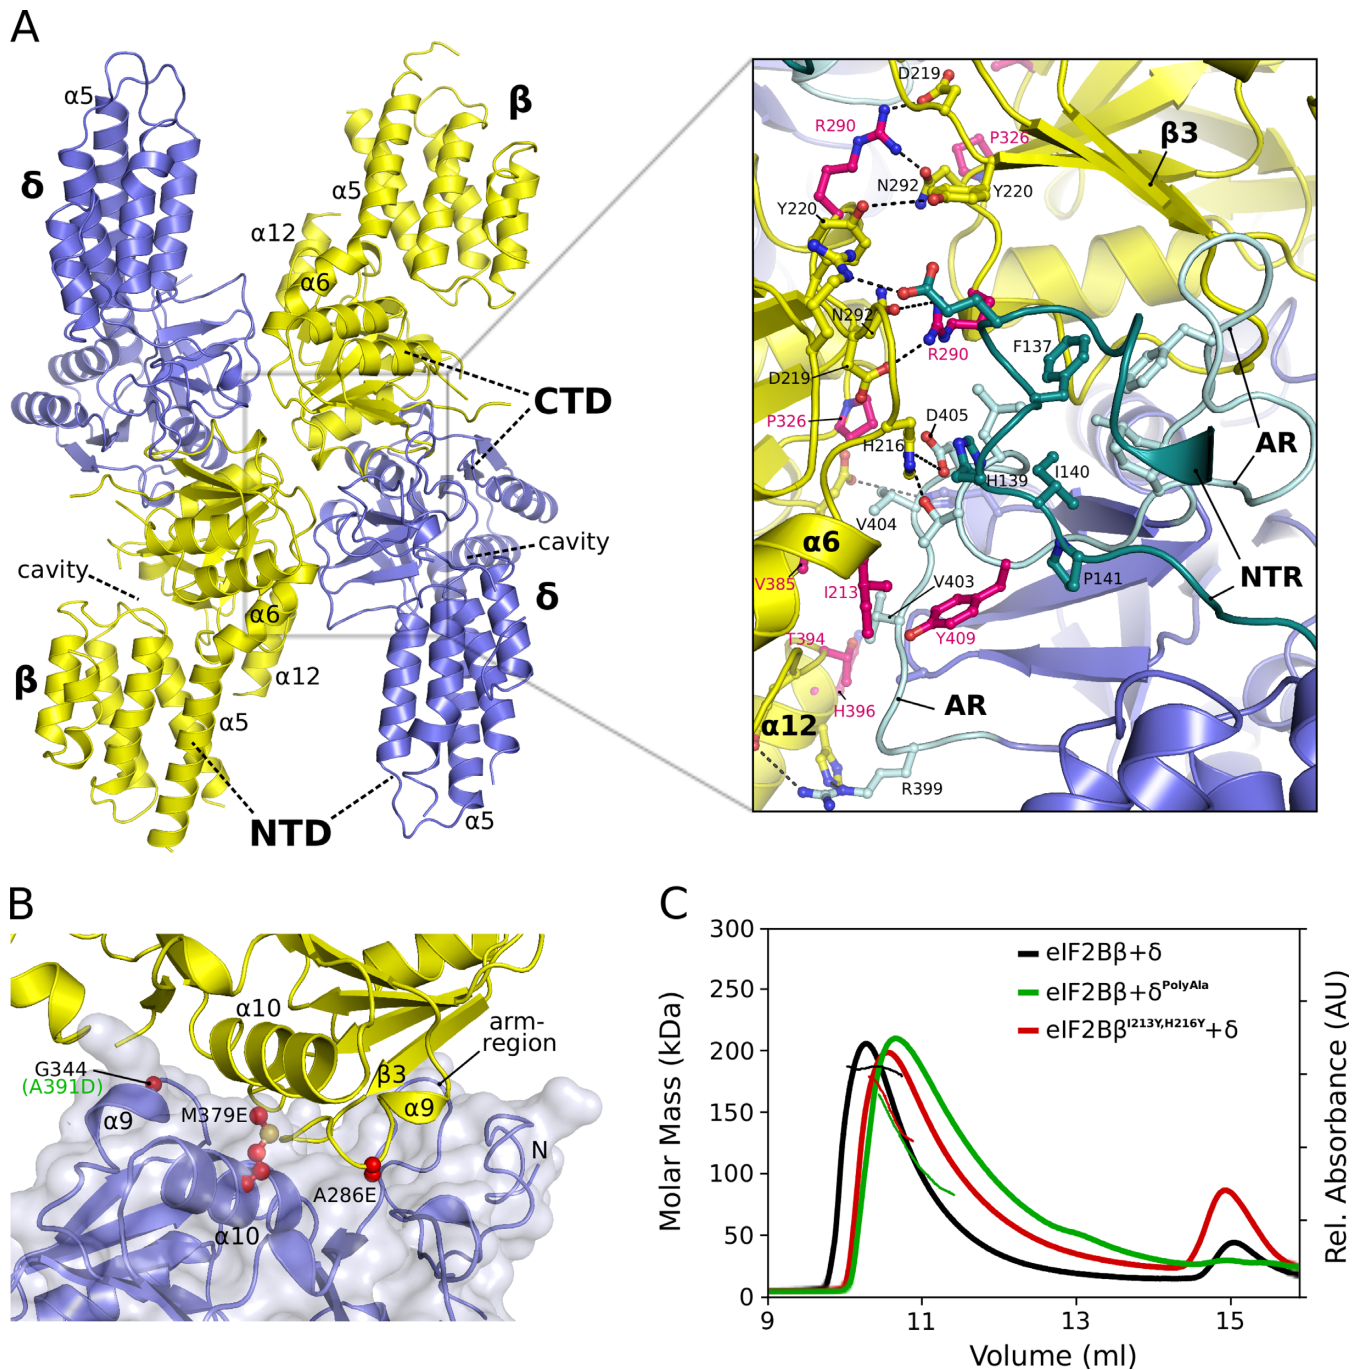 A
α5
δ
β
α5
α12
α6
CTD
cavity
cavity
α6
δ
β
α12
α5
NTD
α5
D219
R290
P326
β3
N292
Y220
Y220
N292
R290
F137
D219
P326
D405
AR
H216
H139
I140
V404
α6
NTR
V385
I213
V403
P141
T394
Y409
H396
AR
α12
R399
B
α10
arm-
region
G344
(A391D)
β3
α9
α9
M379E
N
A286E
α10
C
300
250
200
150
100
50
0
9
11
13
15
Molar Mass (kDa)
Volume (ml)
Rel. Absorbance (AU)
eIF2Bβ+δ
eIF2Bβ+δPolyAla
eIF2BβI213Y,H216Y+δ